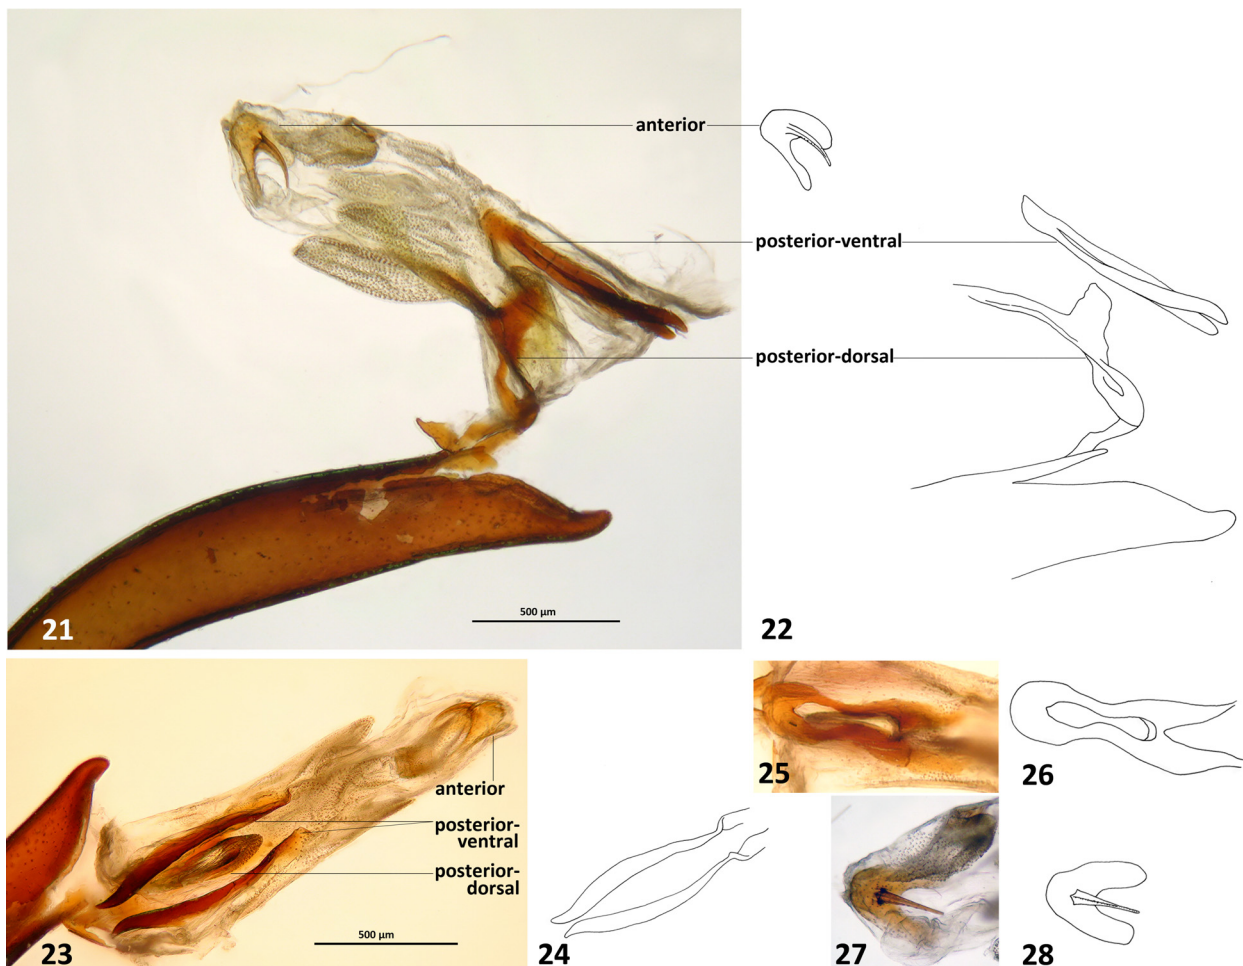 anterior
posterior-ventral
posterior-dorsal
500 µm
21
22
anterior
posterior-
ventral
posterior-
dorsal
500 µm
23
24
25
26
27
28